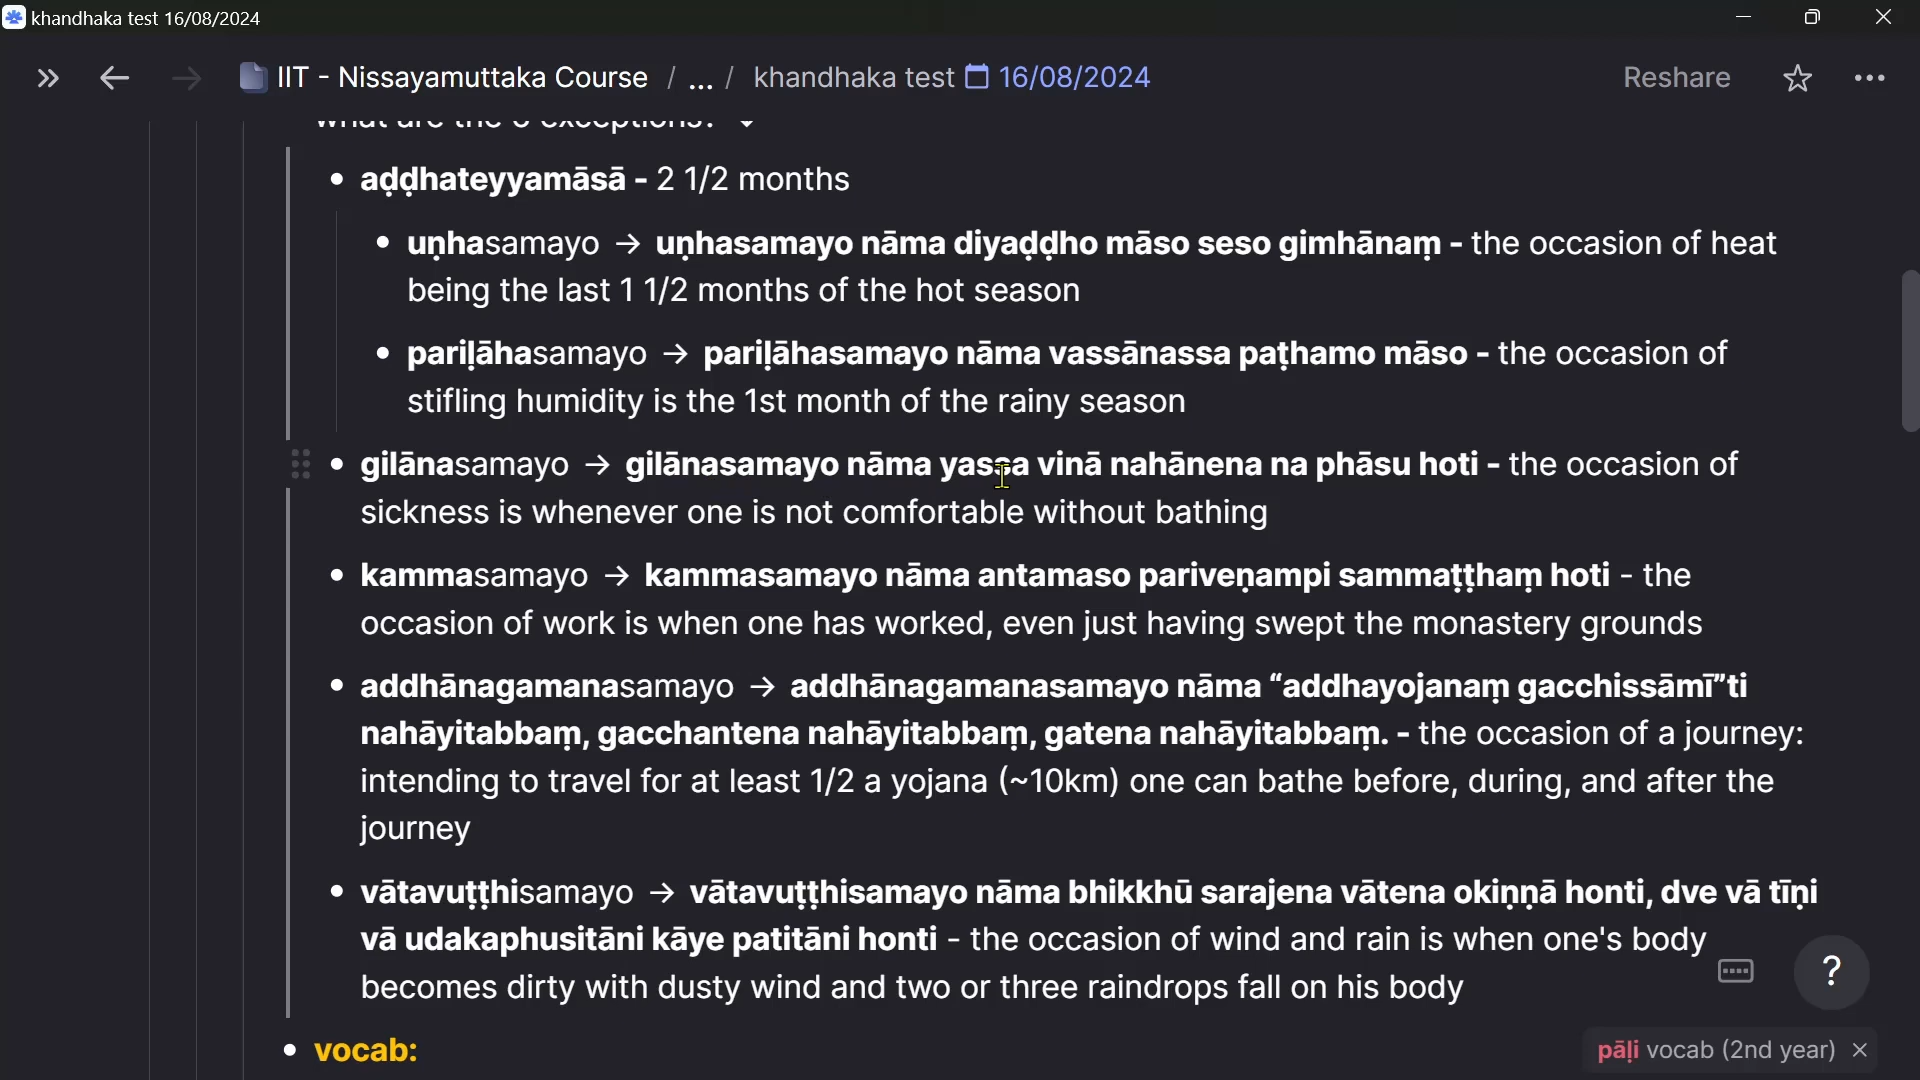 khandhaka test 16/08/2024
IIT - Nissayamuttaka Course / ... / khandhaka test 16/08/2024
Reshare
what are the 6 exceptions?
aḍḍhateyyamāsā - 2 1/2 months
uṇhasamayo → uṇhasamayo nāma diyaḍḍho māso seso gimhānaṃ - the occasion of heat
being the last 1 1/2 months of the hot season
pariḷāhasamayo → pariḷāhasamayo nāma vassānassa paṭhamo māso - the occasion of
stifling humidity is the 1st month of the rainy season
gilānasamayo → gilānasamayo nāma yassa vinā nahānena na phāsu hoti - the occasion of
sickness is whenever one is not comfortable without bathing
kammasamayo → kammasamayo nāma antamaso pariveṇampi sammaṭṭhaṃ hoti - the
occasion of work is when one has worked, even just having swept the monastery grounds
addhānagamanasamayo → addhānagamanasamayo nāma “addhayojanaṃ gacchissāmī”ti
nahāyitabbaṃ, gacchantena nahāyitabbaṃ, gatena nahāyitabbaṃ. - the occasion of a journey:
intending to travel for at least 1/2 a yojana (~10km) one can bathe before, during, and after the
journey
vātavuṭṭhisamayo → vātavuṭṭhisamayo nāma bhikkhū sarajena vātena okiṇṇā honti, dve vā tīṇi
vā udakaphusitāni kāye patitāni honti - the occasion of wind and rain is when one's body
becomes dirty with dusty wind and two or three raindrops fall on his body
?
vocab:
pāḷi vocab (2nd year)